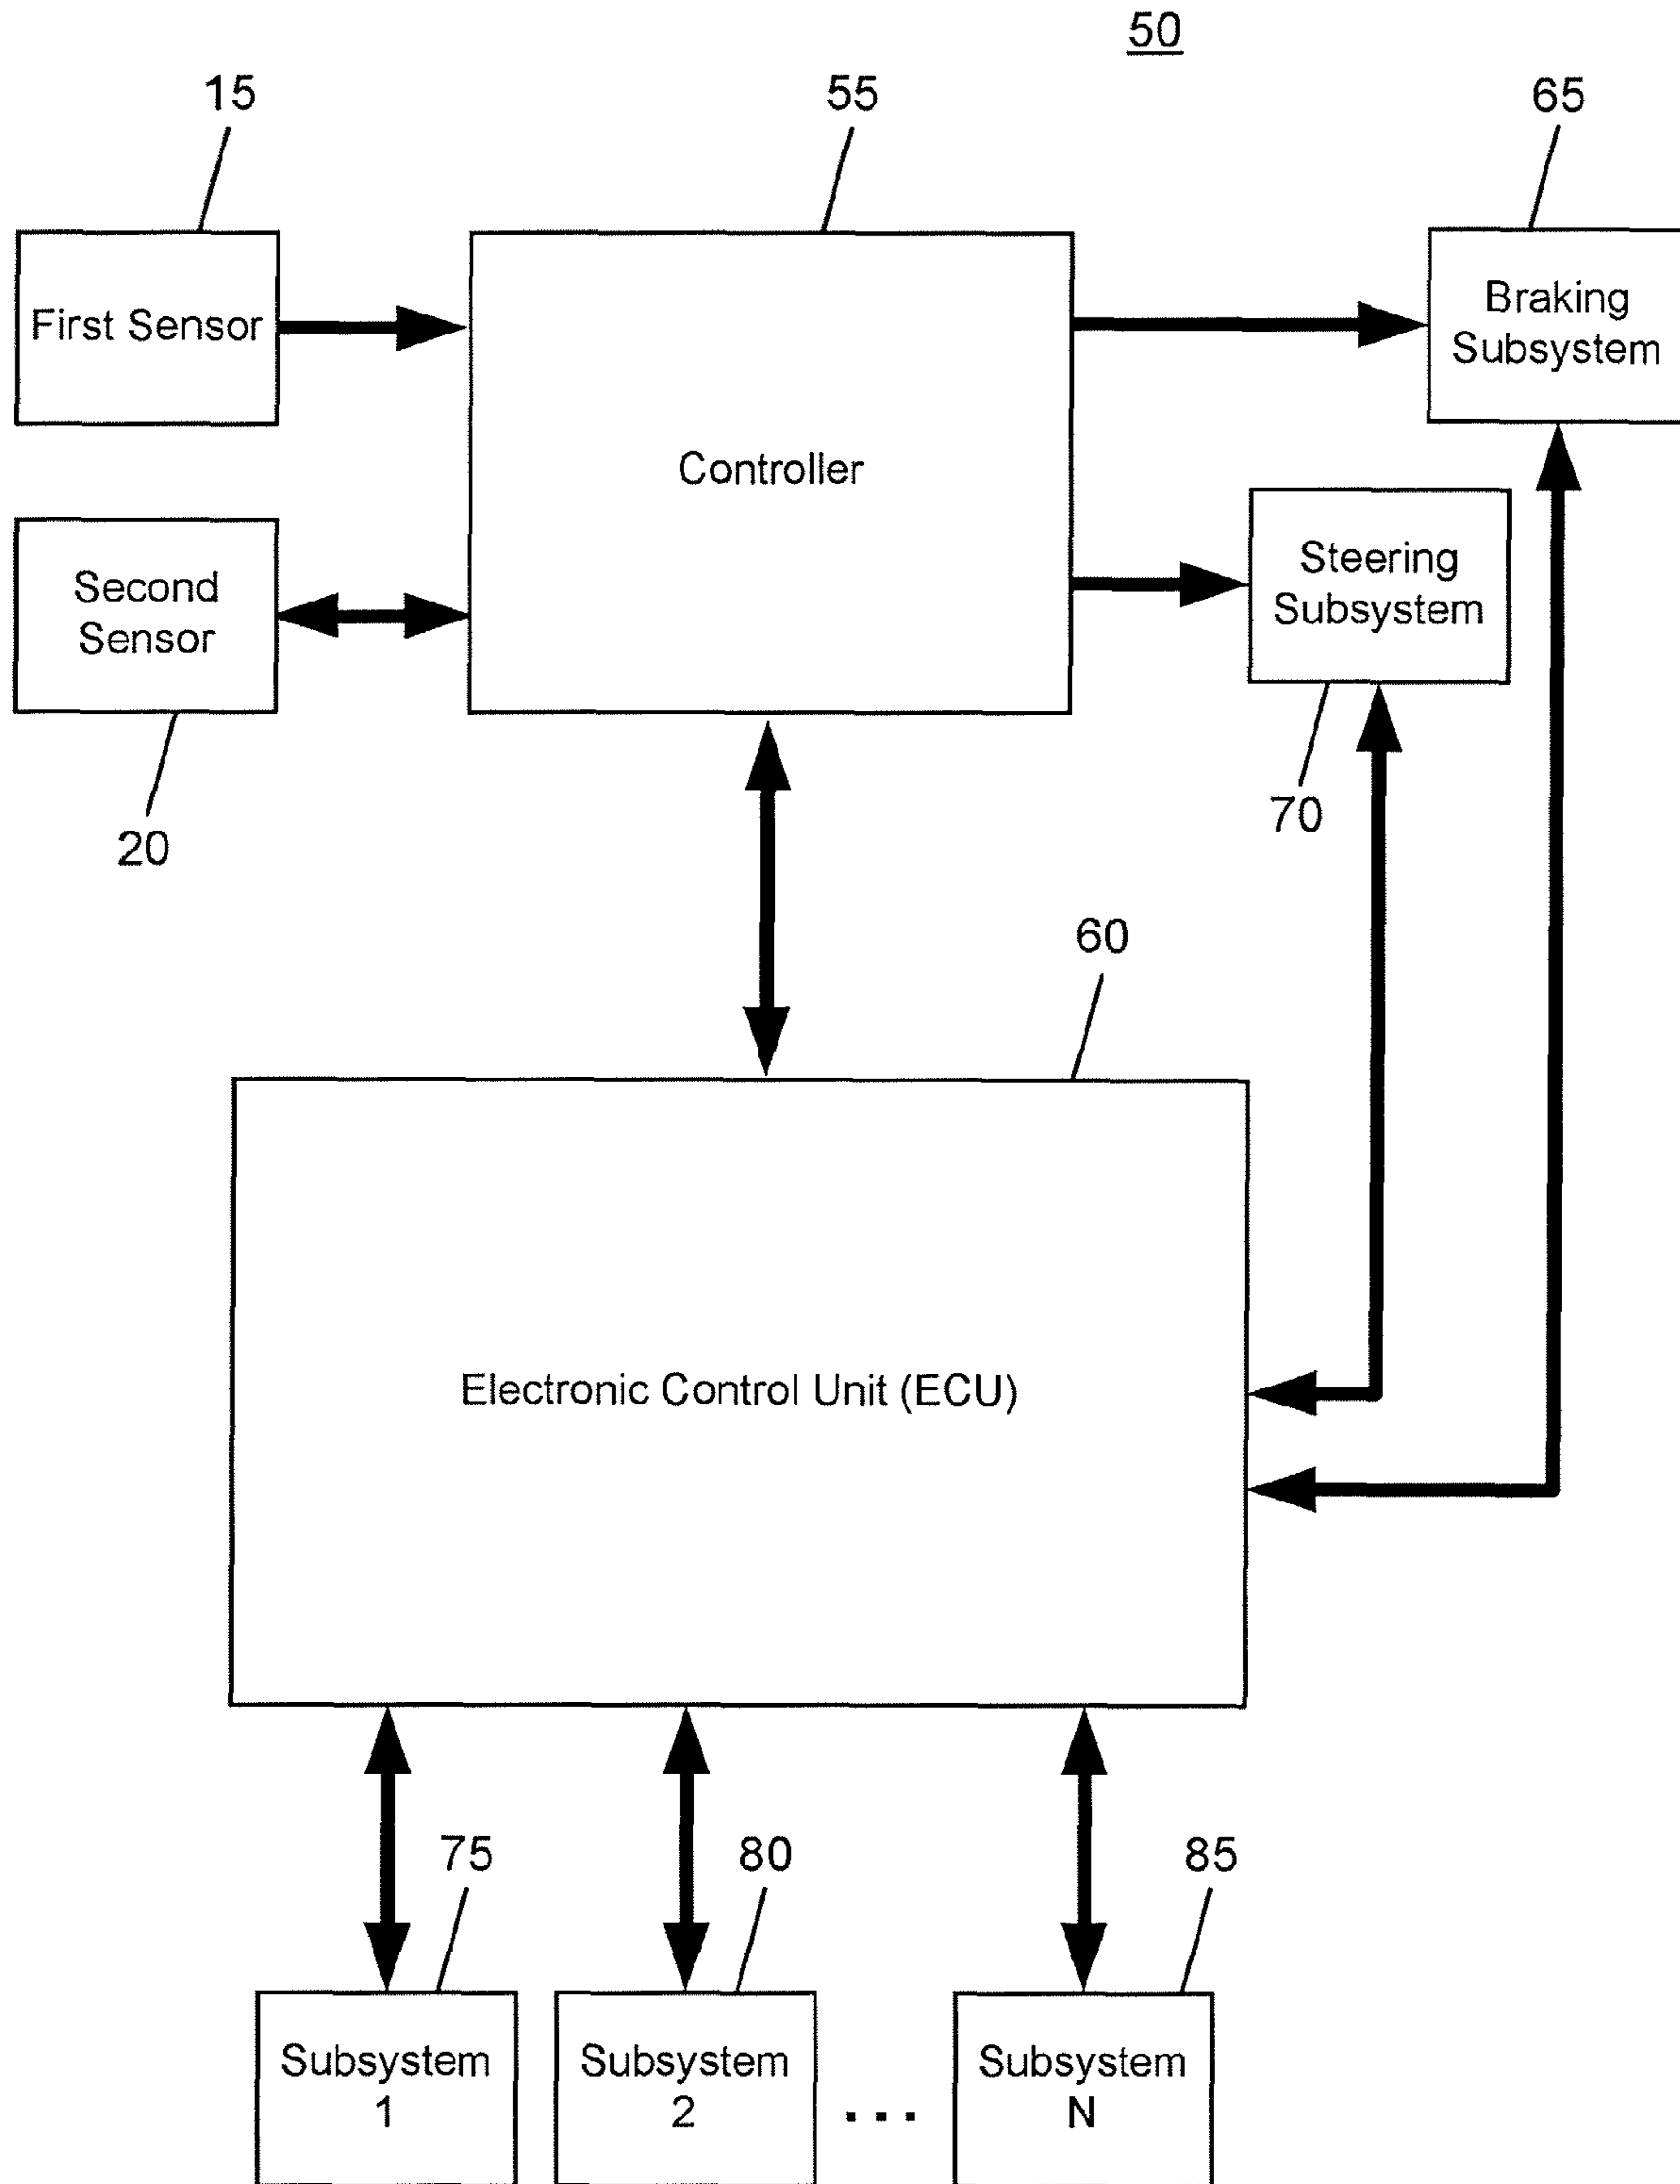 50
15
55
65
First Sensor
Controller
Braking
Subsystem
Second
Sensor
Steering
Subsystem
20
70
60
Electronic Control Unit (ECU)
75
80
85
Subsystem
1
Subsystem
2
...
Subsystem
N